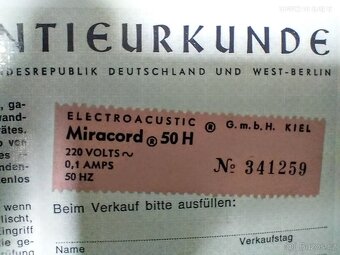 NTIEURKUNDE
NDESREPUBLIK DEUTSCHLAND UND WEST-BERLIN
ELECTROACUSTIC ® G.m.b.H. KIEL
Miracord ® 50 H
220 VOLTS ~
0,1 AMPS
50 HZ
№ 341259
Beim Verkauf bitte ausfüllen:
Name
Verkaufstag